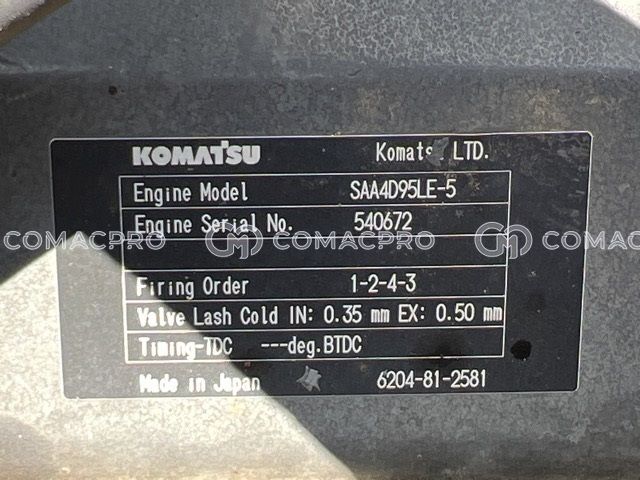 KOMATSU Komatsu LTD.
Engine Model SAA4D95LE-5
Engine Serial No. 540672
COMACPRO COMACPRO COMACPRO
Firing Order 1-2-4-3
Valve Lash Cold IN: 0.35 mm EX: 0.50 mm
Timing-TDC ---deg.BTDC
Made in Japan 6204-81-2581